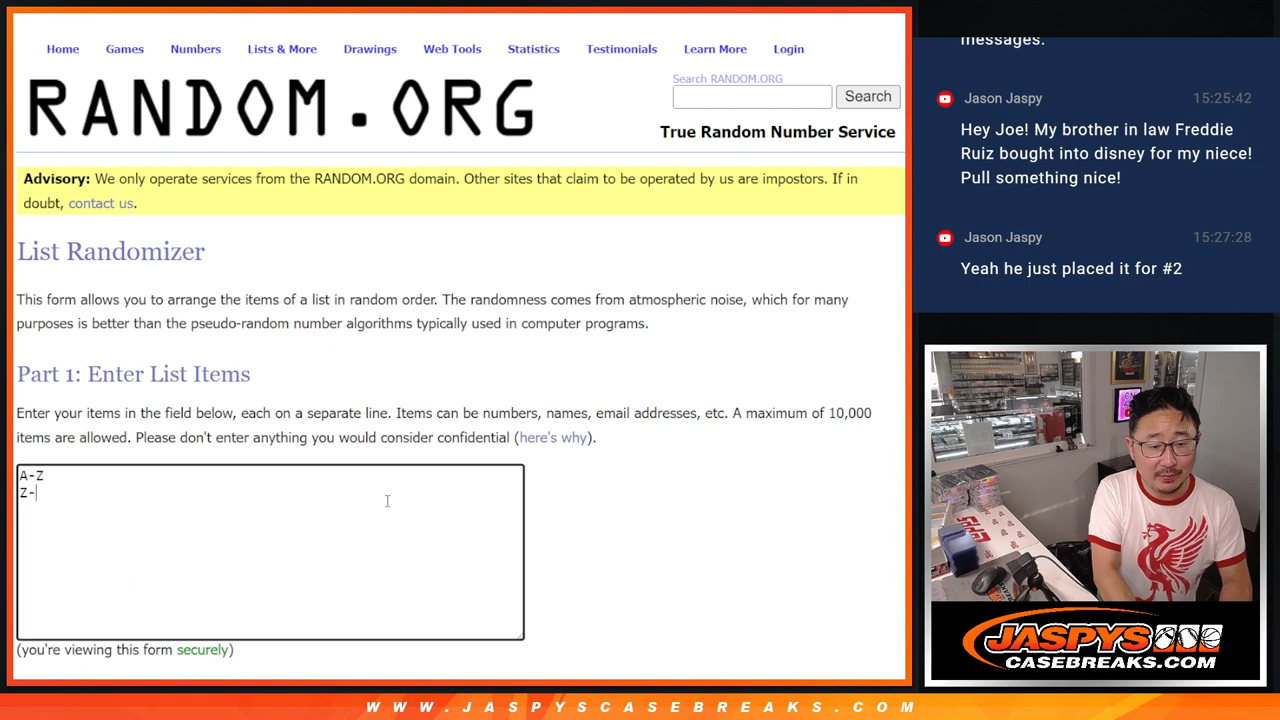 Home Games Numbers Lists & More Drawings Web Tools Statistics Testimonials Learn More Login
RANDOM.ORG
Search RANDOM.ORG
Search
True Random Number Service
Advisory: We only operate services from the RANDOM.ORG domain. Other sites that claim to be operated by us are impostors. If in
doubt, contact us.
List Randomizer
This form allows you to arrange the items of a list in random order. The randomness comes from atmospheric noise, which for many
purposes is better than the pseudo-random number algorithms typically used in computer programs.
Part 1: Enter List Items
Enter your items in the field below, each on a separate line. Items can be numbers, names, email addresses, etc. A maximum of 10,000
items are allowed. Please don't enter anything you would consider confidential (here's why).
A-Z
Z-
(you're viewing this form securely)
messages.
Jason Jaspy 15:25:42
Hey Joe! My brother in law Freddie
Ruiz bought into disney for my niece!
Pull something nice!
Jason Jaspy 15:27:28
Yeah he just placed it for #2
JASPYS
CASEBREAKS.COM
WWW.JASPYSCASEBREAKS.COM